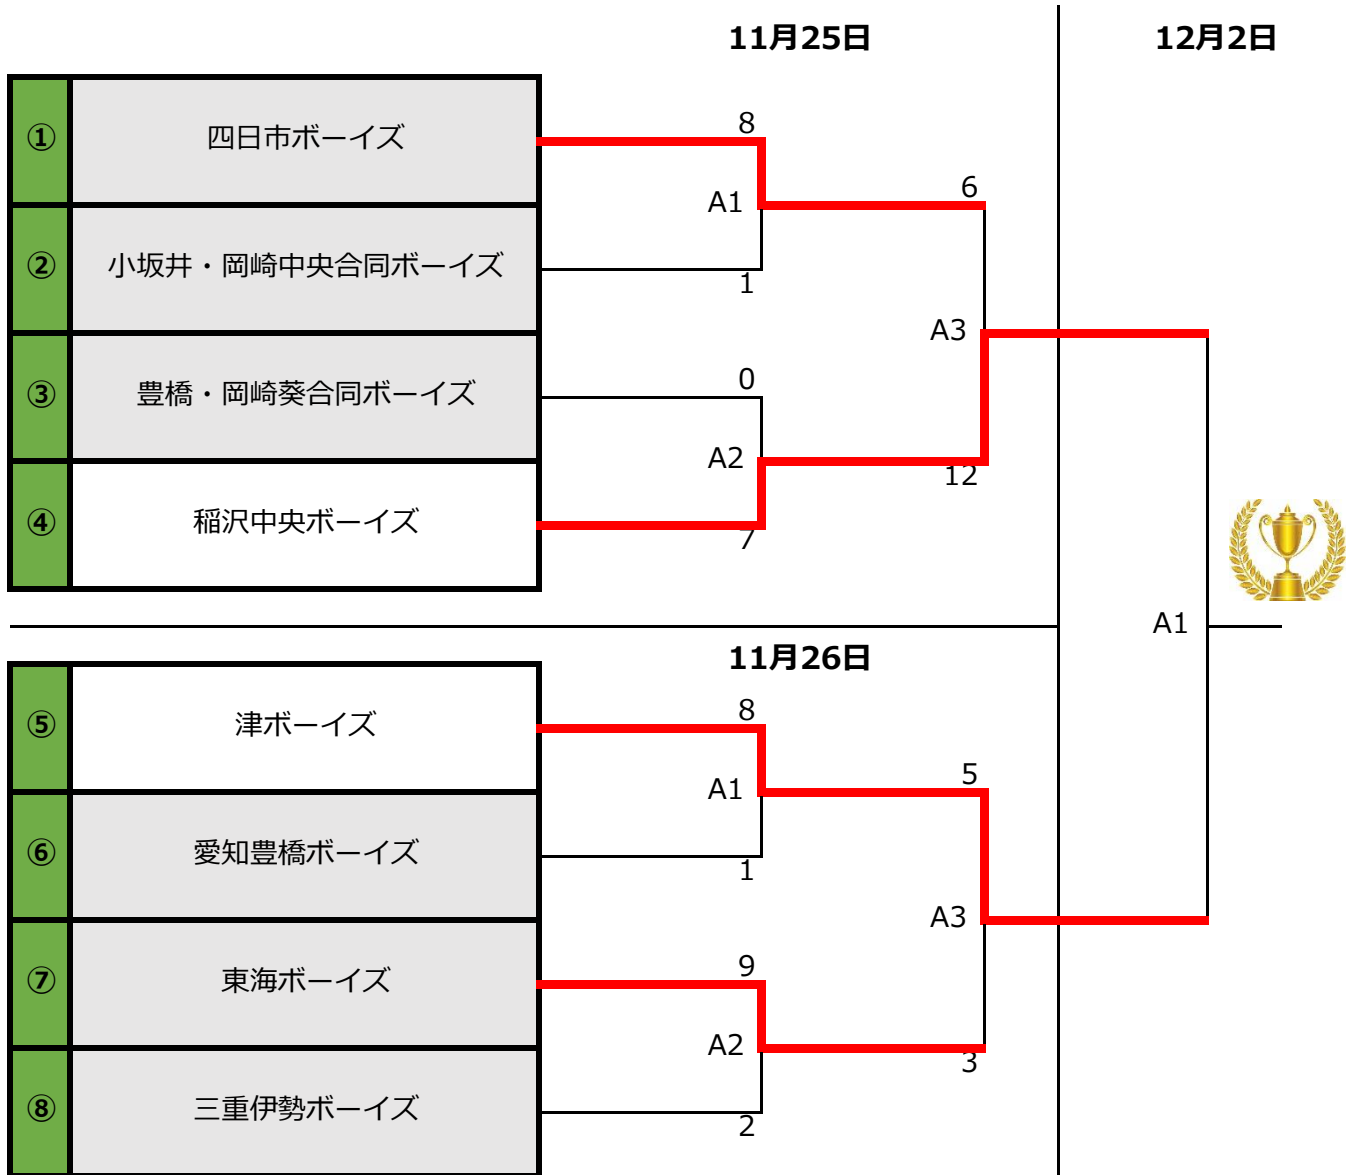 11月25日
12月2日
① 四日市ボーイズ
8
A1
6
② 小坂井・岡崎中央合同ボーイズ
1
A3
③ 豊橋・岡崎葵合同ボーイズ
0
A2
12
④ 稲沢中央ボーイズ
7
A1
11月26日
⑤ 津ボーイズ
8
A1
5
⑥ 愛知豊橋ボーイズ
1
A3
⑦ 東海ボーイズ
9
A2
3
⑧ 三重伊勢ボーイズ
2